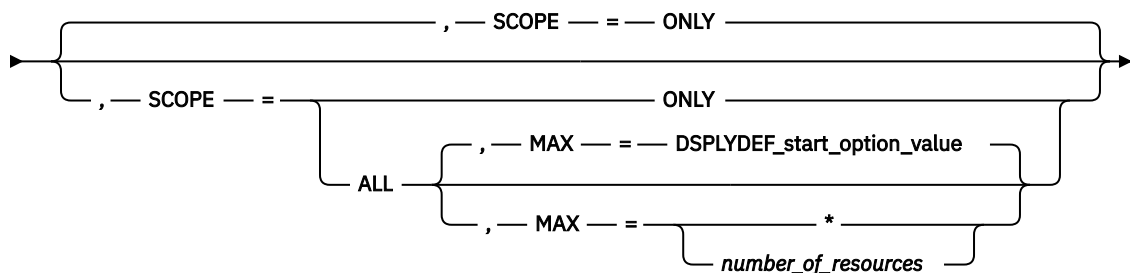 , SCOPE = ONLY
, SCOPE = ONLY
, MAX = DSPLYDEF_start_option_value
ALL
, MAX = *
number_of_resources